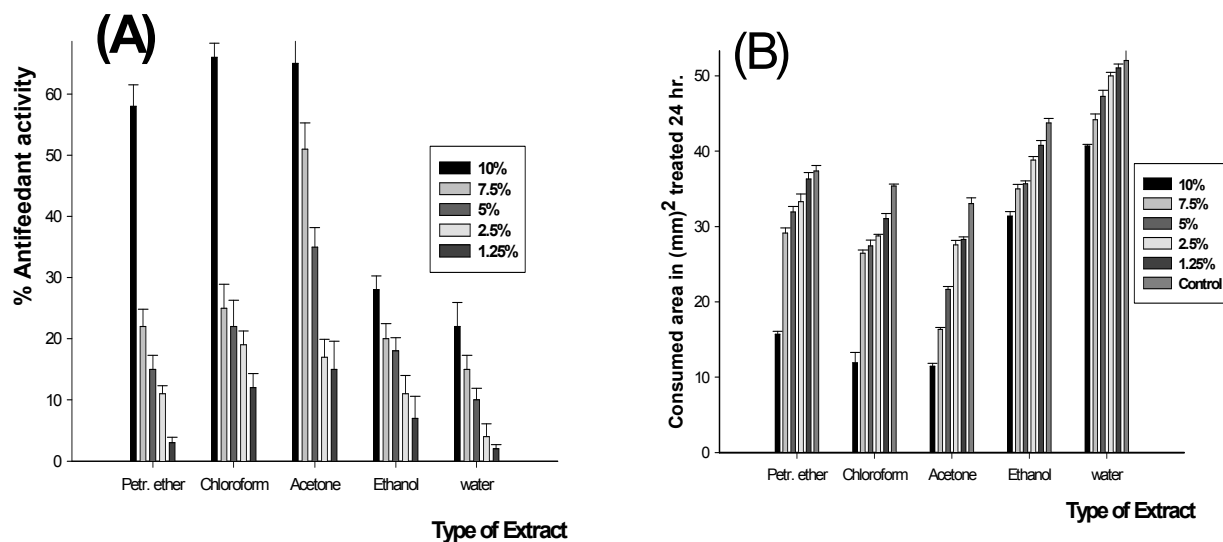 (A)
% Antifeedant activity
60
50
40
30
20
10
0
10%
7.5%
5%
2.5%
1.25%
Petr. ether Chloroform Acetone Ethanol water
Type of Extract
(B)
Consumed area in (mm)² treated 24 hr.
50
40
30
20
10
0
10%
7.5%
5%
2.5%
1.25%
Control
Petr. ether Chloroform Acetone Ethanol water
Type of Extract